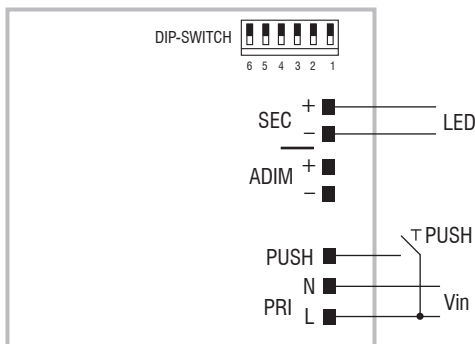 DIP-SWITCH
6 5 4 3 2 1
SEC + −
LED
ADIM + −
PUSH
PUSH
PRI N L
Vin